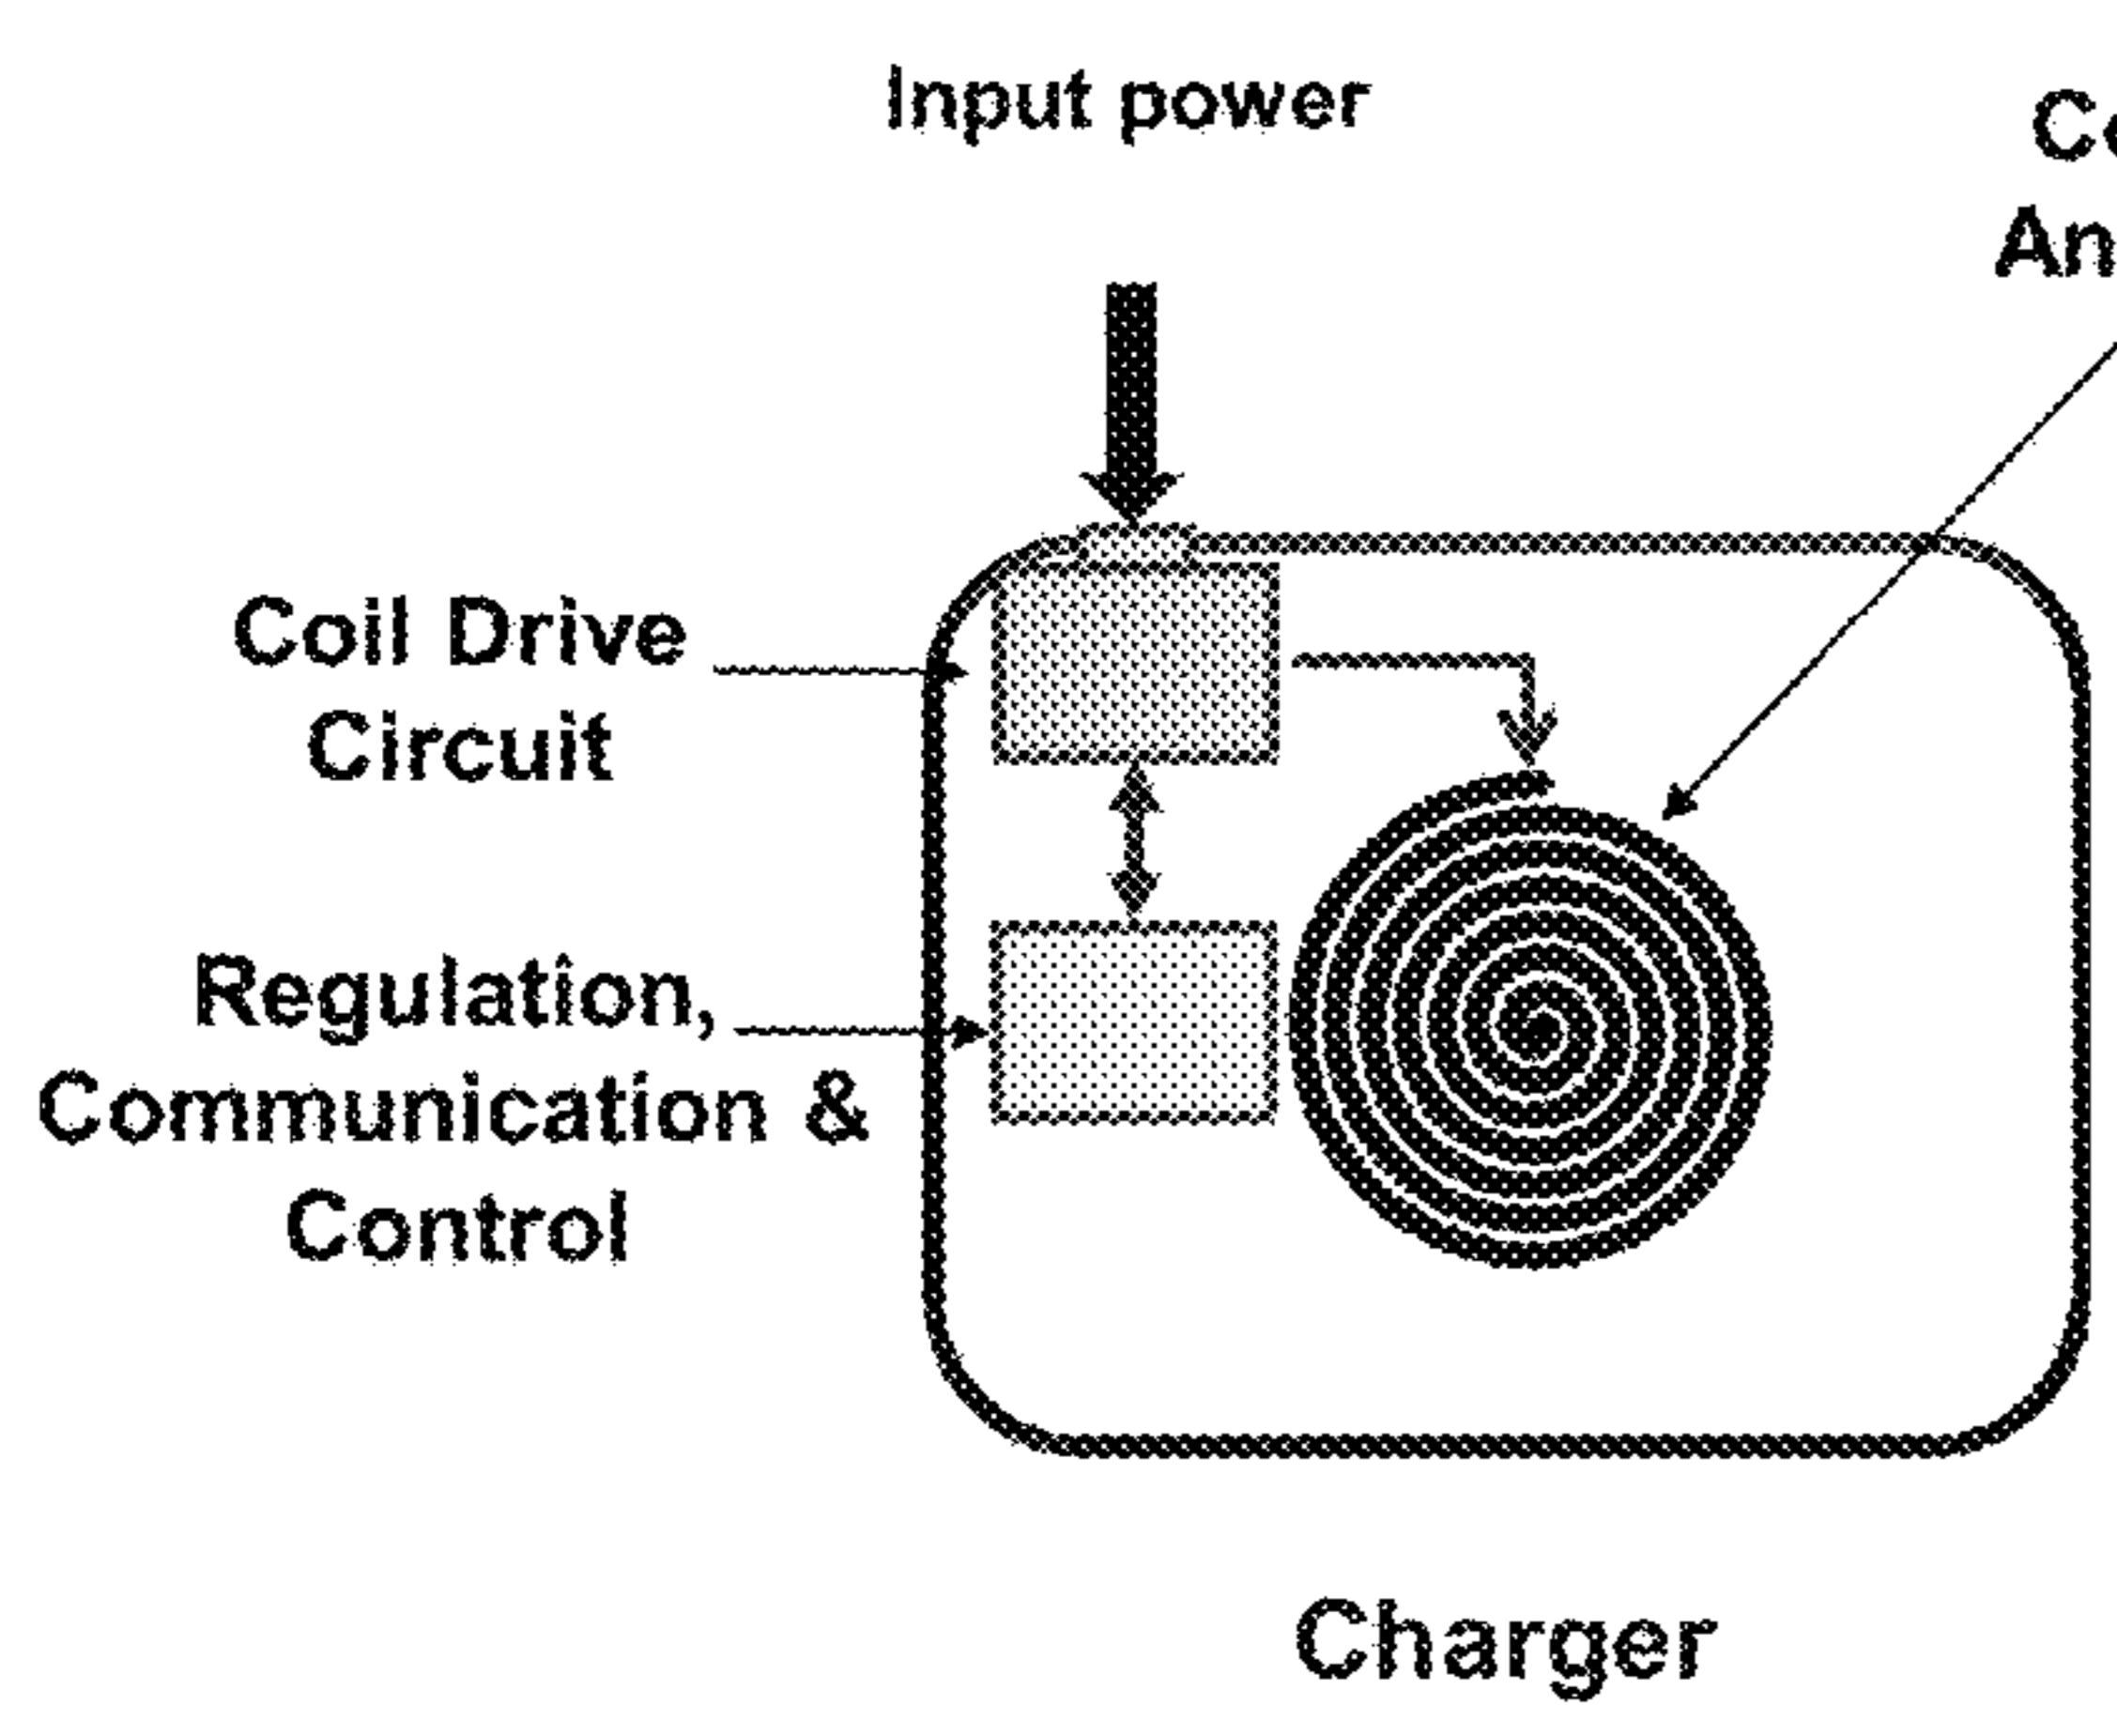 Input power
Coil Drive
Circuit
Regulation,
Communication &
Control
Charger